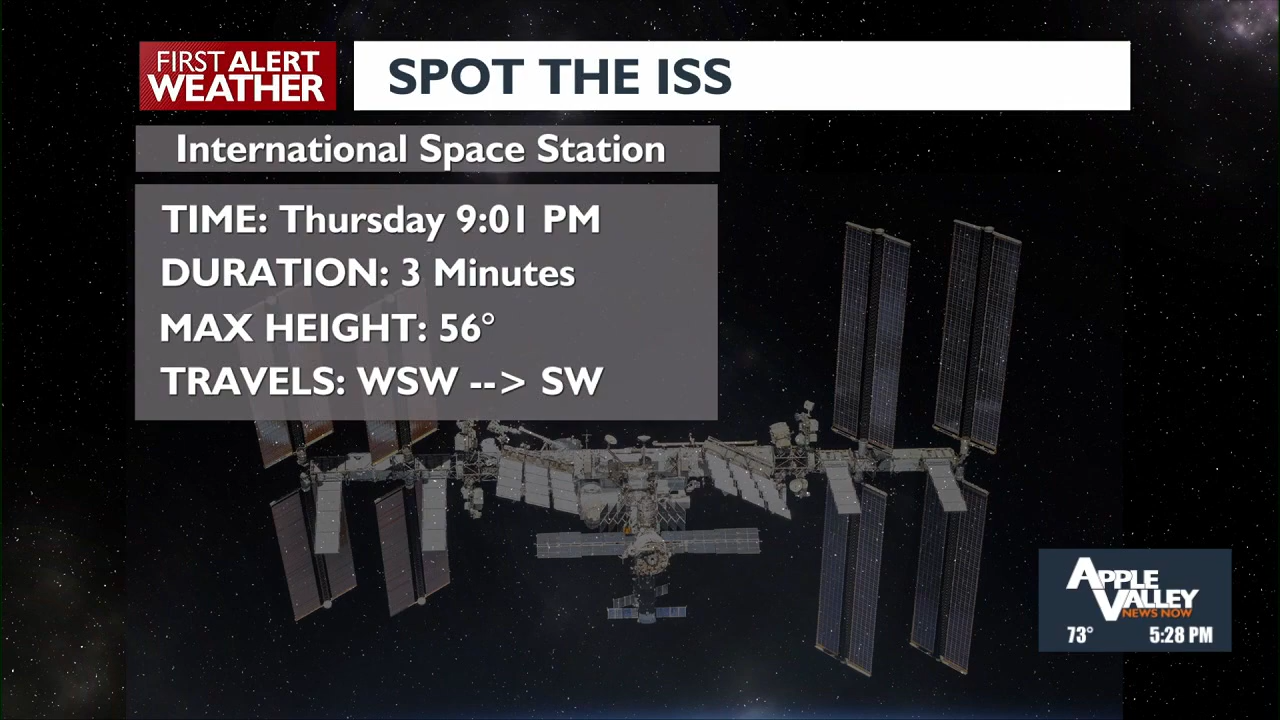 FIRST ALERT
WEATHER
SPOT THE ISS
International Space Station
TIME: Thursday 9:01 PM
DURATION: 3 Minutes
MAX HEIGHT: 56°
TRAVELS: WSW --> SW
APPLE
VALLEY
NEWS NOW
73° 5:28 PM